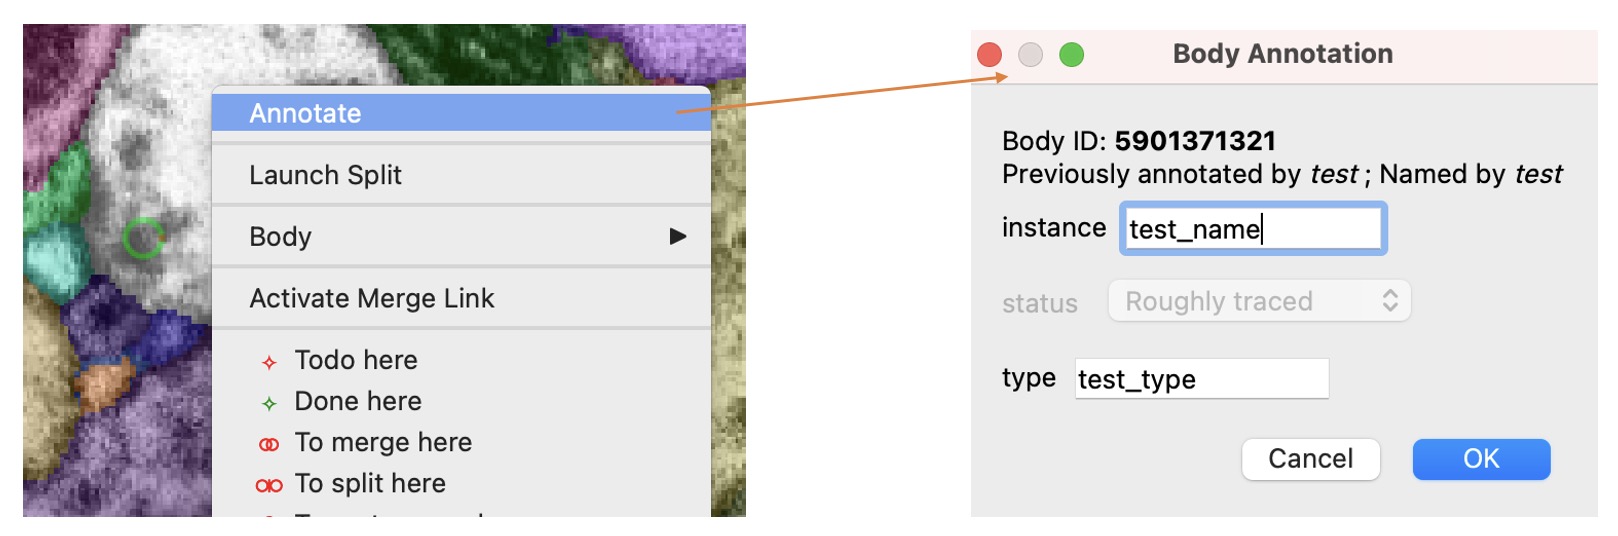 Annotate
Launch Split
Body
Activate Merge Link
Todo here
Done here
To merge here
To split here
Body Annotation
Body ID: 5901371321
Previously annotated by test ; Named by test
instance test_name
status Roughly traced
type test_type
Cancel OK